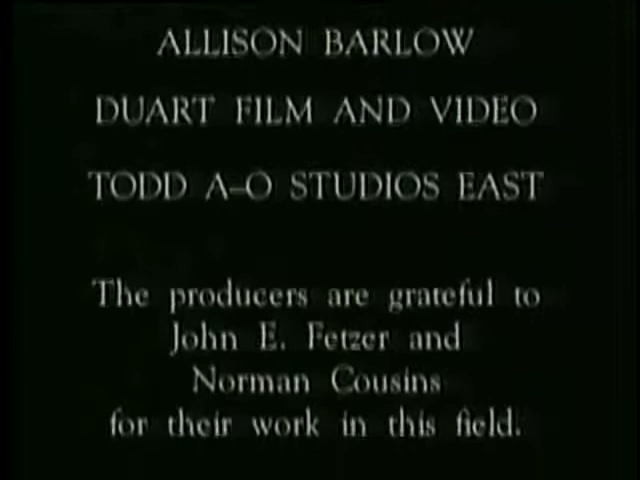 ALLISON BARLOW
DUART FILM AND VIDEO
TODD A-O STUDIOS EAST
The producers are grateful to
John E. Fetzer and
Norman Cousins
for their work in this field.